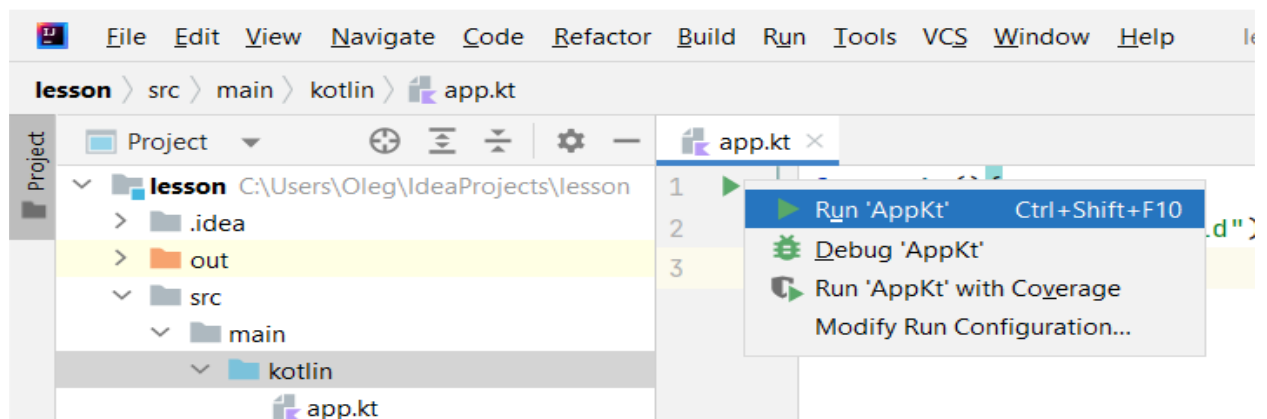 File Edit View Navigate Code Refactor Build Run Tools VCS Window Help
lesson src main kotlin app.kt
Project
Project
app.kt
lesson C:\Users\Oleg\IdeaProjects\lesson
.idea
out
src
main
kotlin
app.kt
1
2
3
d")
Run 'AppKt' Ctrl+Shift+F10
Debug 'AppKt'
Run 'AppKt' with Coverage
Modify Run Configuration...